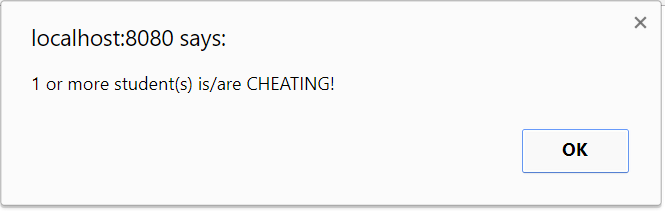 localhost:8080 says:
1 or more student(s) is/are CHEATING!
OK